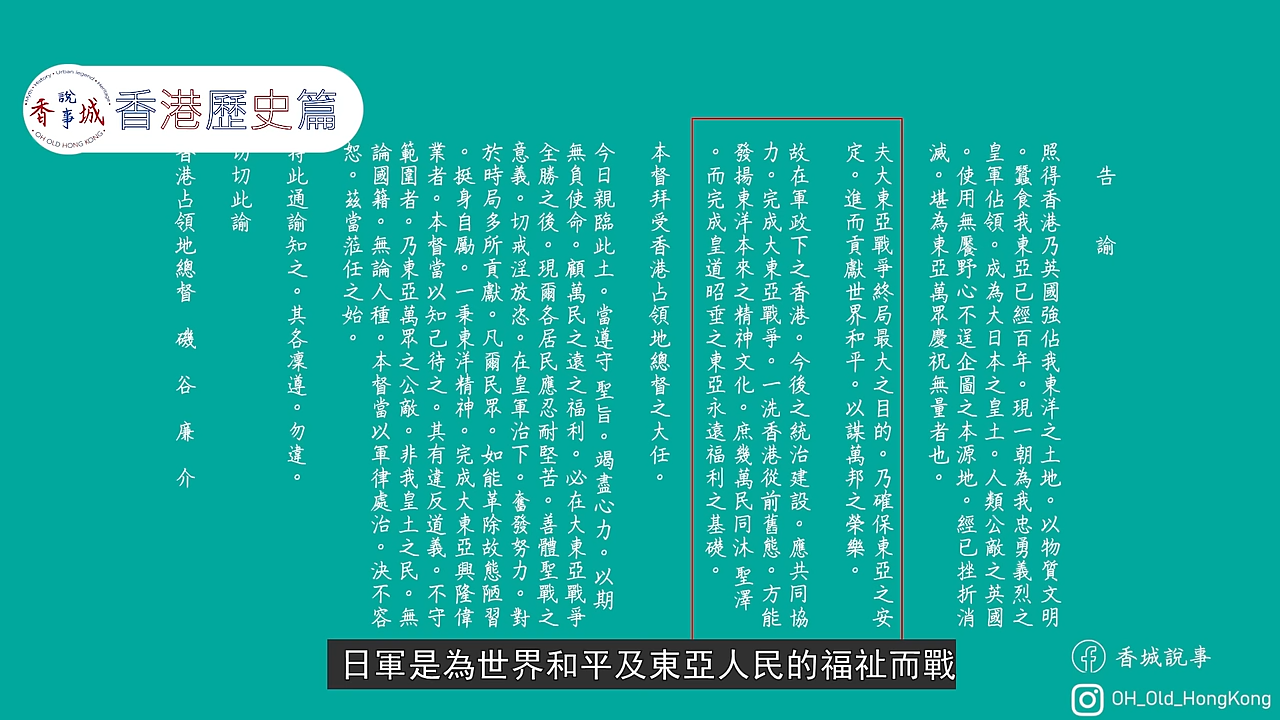 Myth • History • Urban legend • Heritage
香說事城
OH OLD HONG KONG
香港歷史篇
告諭
照得香港乃英國強佔我東洋之土地。以物質文明
。蠶食我東亞已經百年。現一朝為我忠勇義烈之
皇軍佔領。成為大日本之皇土。人類公敵之英國
。使用無饜野心不逞企圖之本源地。經已挫折消
滅。堪為東亞萬眾慶祝無量者也。
夫大東亞戰爭終局最大之目的。乃確保東亞之安
定。進而貢獻世界和平。以謀萬邦之榮樂。
故在軍政下之香港。今後之統治建設。應共同協
力。完成大東亞戰爭。一洗香港從前舊態。方能
發揚東洋本來之精神文化。庶幾萬民同沐 聖澤
。而完成皇道昭垂之東亞永遠福利之基礎。
本督拜受香港占領地總督之大任。
今日親臨此土。當遵守 聖旨。竭盡心力。以期
無負使命。顧萬民之遠之福利。必在大東亞戰爭
全勝之後。現爾各居民應忍耐堅苦。善體聖戰之
意義。切戒淫放恣。在皇軍治下。奮發努力。對
於時局多所貢獻。凡爾民眾。如能革除故態陋習
。挺身自勵。一秉東洋精神。完成大東亞興隆偉
業者。本督當以知己待之。其有違反道義。不守
範圍者。乃東亞萬眾之公敵。非我皇土之民。無
論國籍。無論人種。本督當以軍律處治。決不容
恕。茲當蒞任之始。
特此通諭知之。其各凜遵。勿違。
切切此諭
香港占領地總督 磯谷廉介
日軍是為世界和平及東亞人民的福祉而戰
香城說事
OH_Old_HongKong